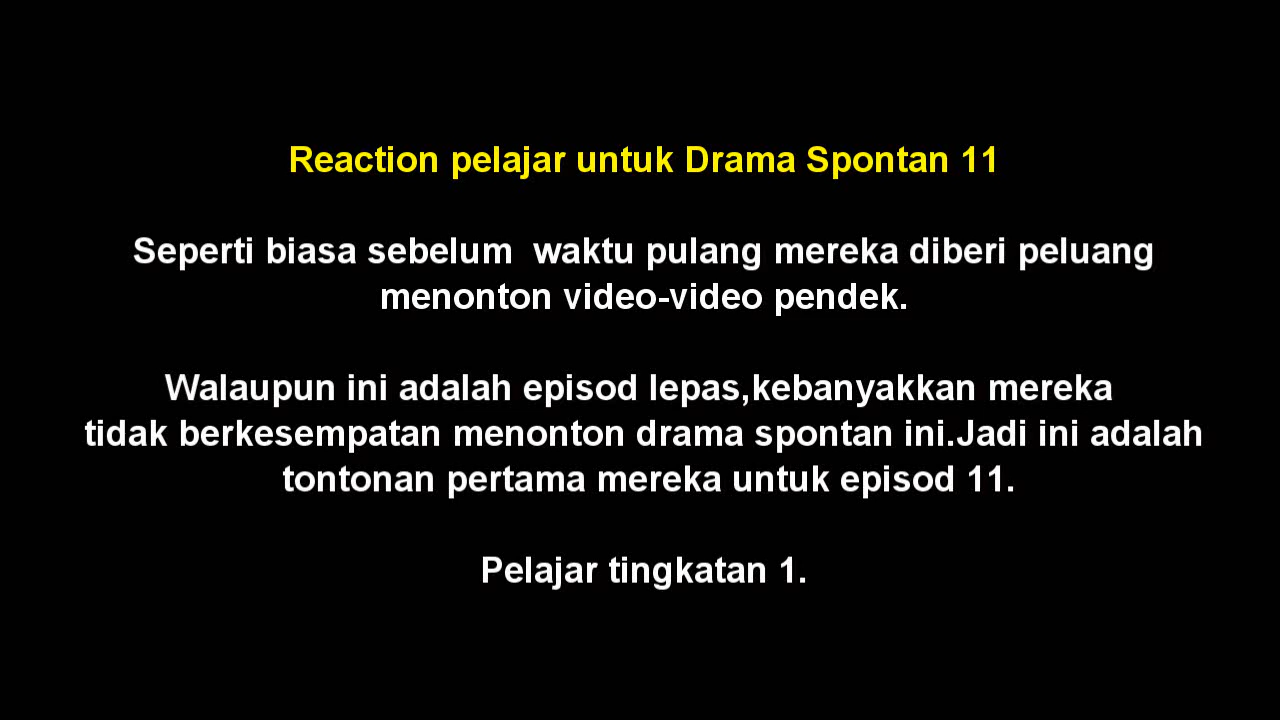 Reaction pelajar untuk Drama Spontan 11
Seperti biasa sebelum  waktu pulang mereka diberi peluang
menonton video-video pendek.
Walaupun ini adalah episod lepas,kebanyakkan mereka
tidak berkesempatan menonton drama spontan ini.Jadi ini adalah
tontonan pertama mereka untuk episod 11.
Pelajar tingkatan 1.